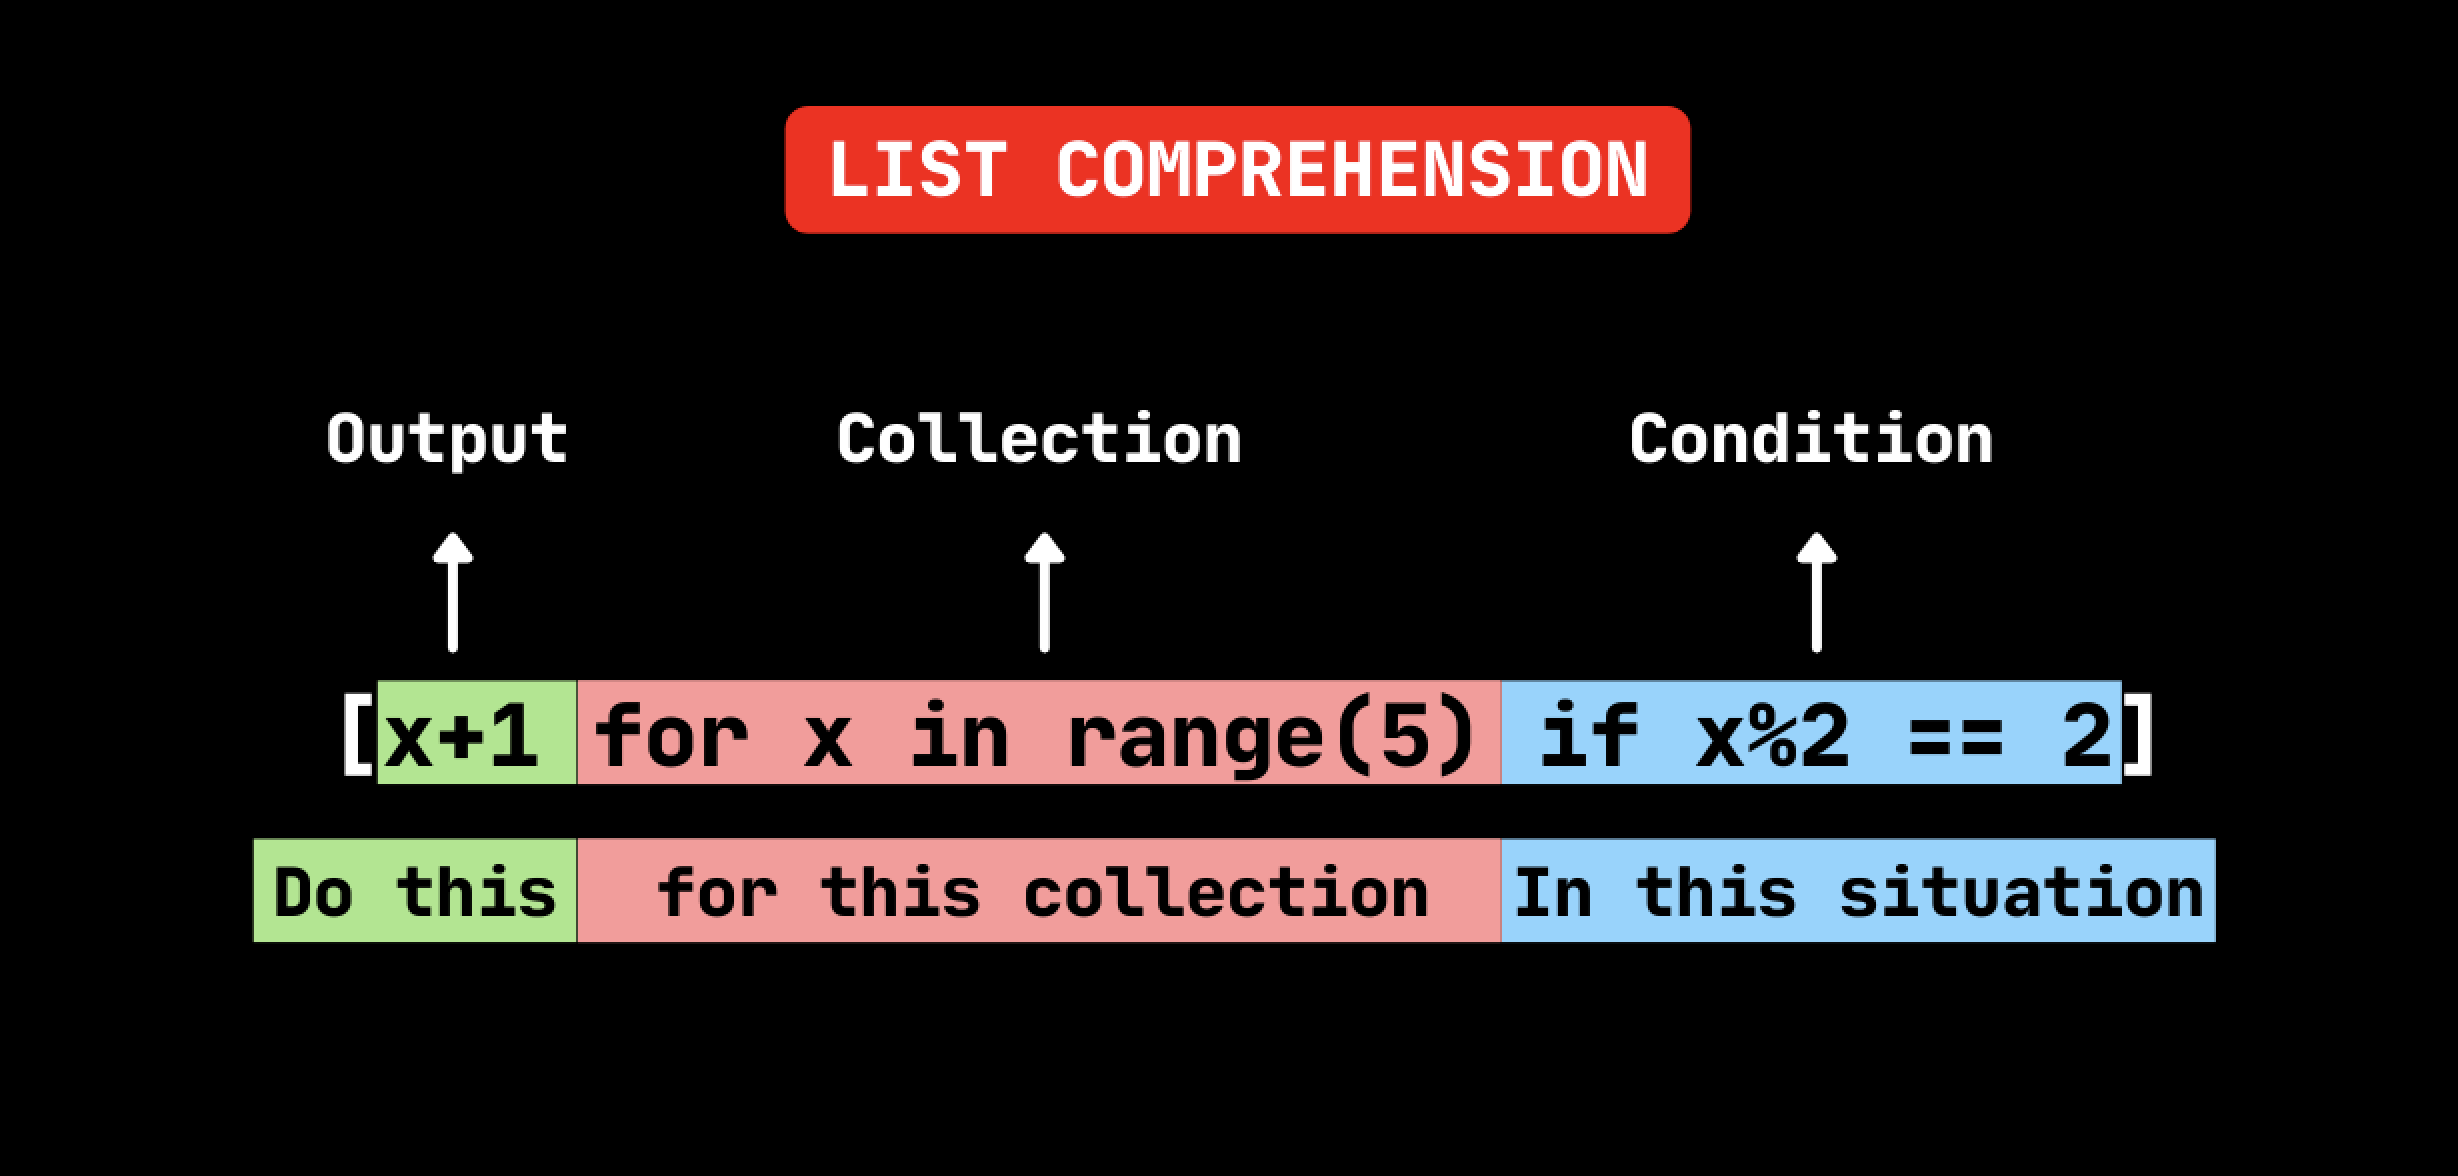 LIST COMPREHENSION
Output Collection Condition
[x+1 for x in range(5) if x%2 == 2]
Do this for this collection In this situation